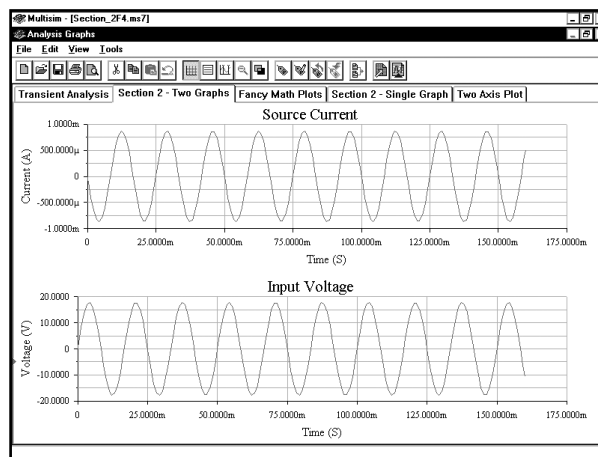 Multisim - [Section_2F4.ms7]
Analysis Graphs
File Edit View Tools
Transient Analysis Section 2 - Two Graphs Fancy Math Plots Section 2 - Single Graph Two Axis Plot
Source Current
1.0000m
500.0000µ
0
-500.0000µ
-1.0000m
Current (A)
0 25.0000m 50.0000m 75.0000m 100.0000m 125.0000m 150.0000m 175.0000m
Time (S)
Input Voltage
20.0000
10.0000
0
-10.0000
-20.0000
Voltage (V)
0 25.0000m 50.0000m 75.0000m 100.0000m 125.0000m 150.0000m 175.0000m
Time (S)